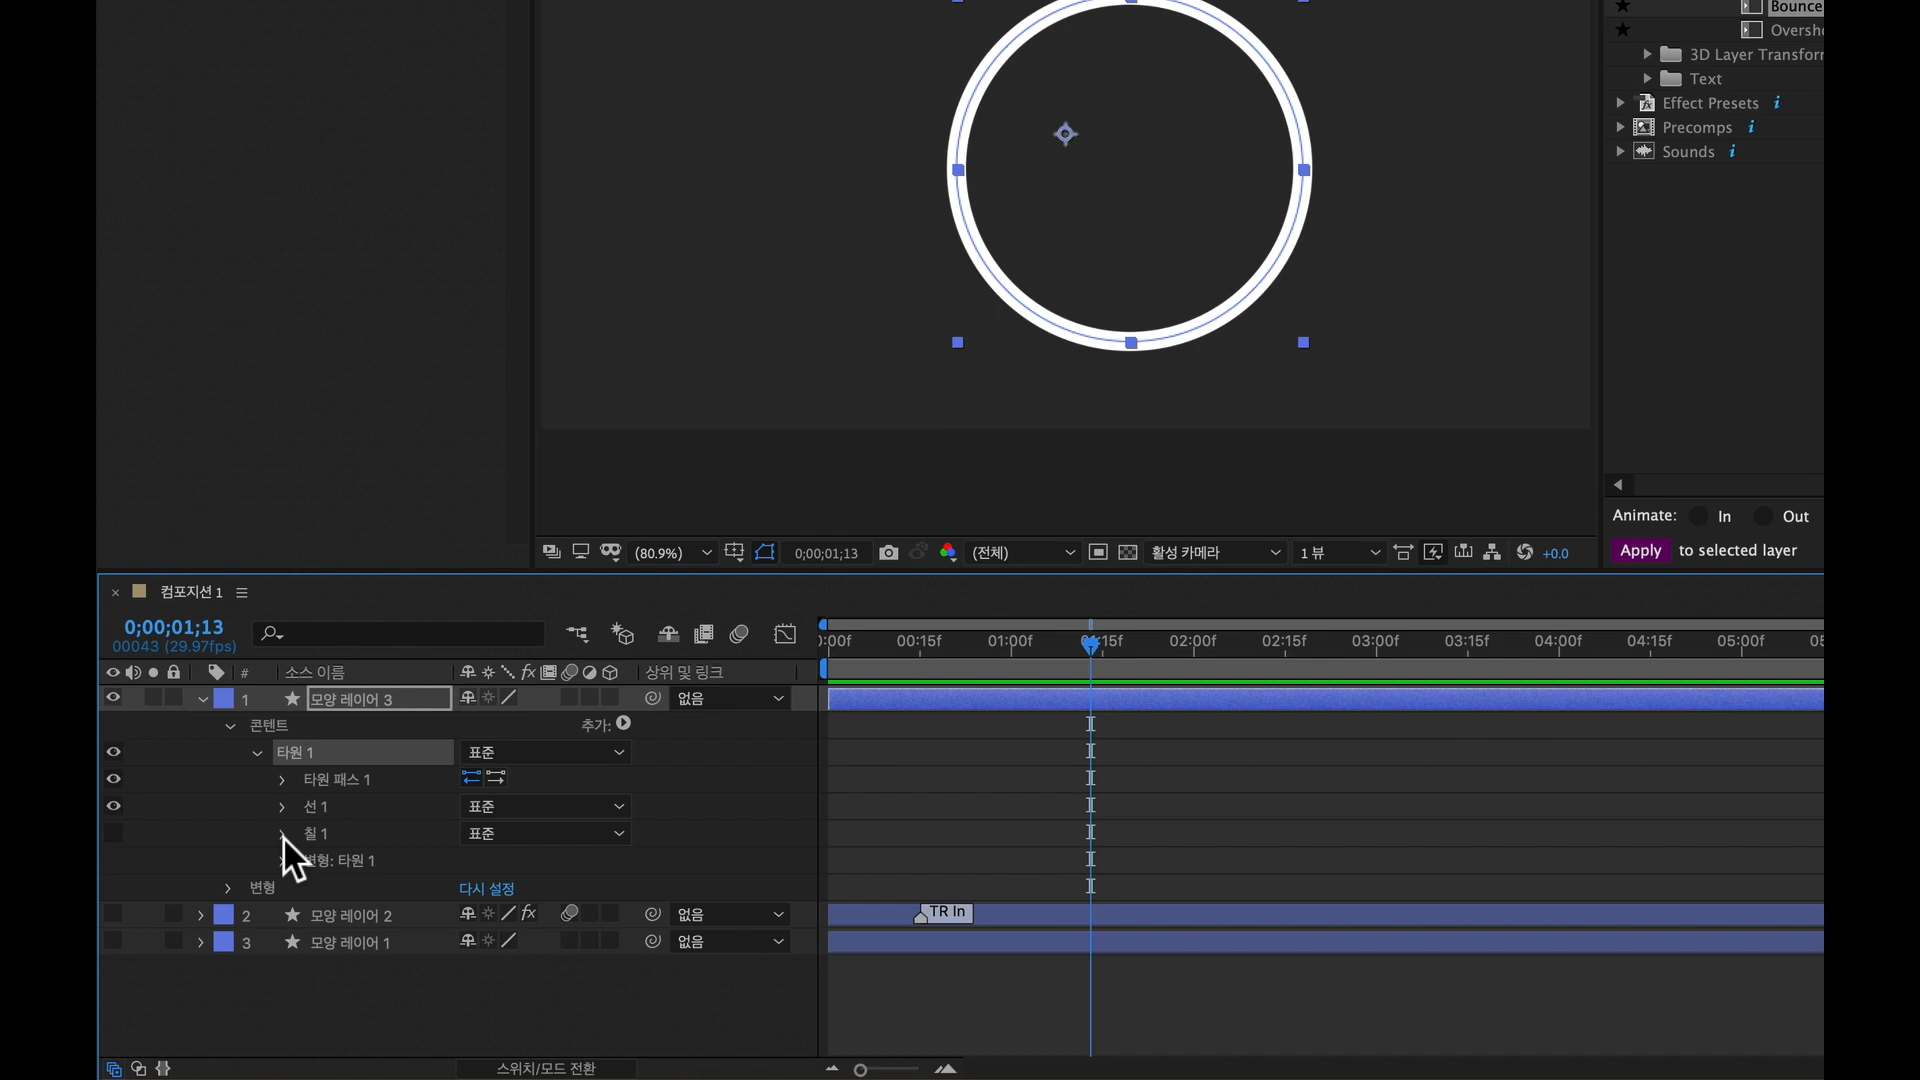 Bounce
Oversho
3D Layer Transfor
Text
Effect Presets i
Precomps i
Sounds i
Animate: In Out
Apply to selected layer
(80.9%) 0;00;01;13 (전체) 활성 카메라 1 뷰 +0.0
× 컴포지션 1
0;00;01;13
00043 (29.97fps)
):00f 00:15f 01:00f 01:15f 02:00f 02:15f 03:00f 03:15f 04:00f 04:15f 05:00f 05
# 소스 이름 fx 상위 및 링크
1 모양 레이어 3 없음
콘텐트 추가:
타원 1 표준
타원 패스 1
선 1 표준
칠 1 표준
변형: 타원 1
변형 다시 설정
2 모양 레이어 2 fx 없음 TR In
3 모양 레이어 1 없음
스위치/모드 전환